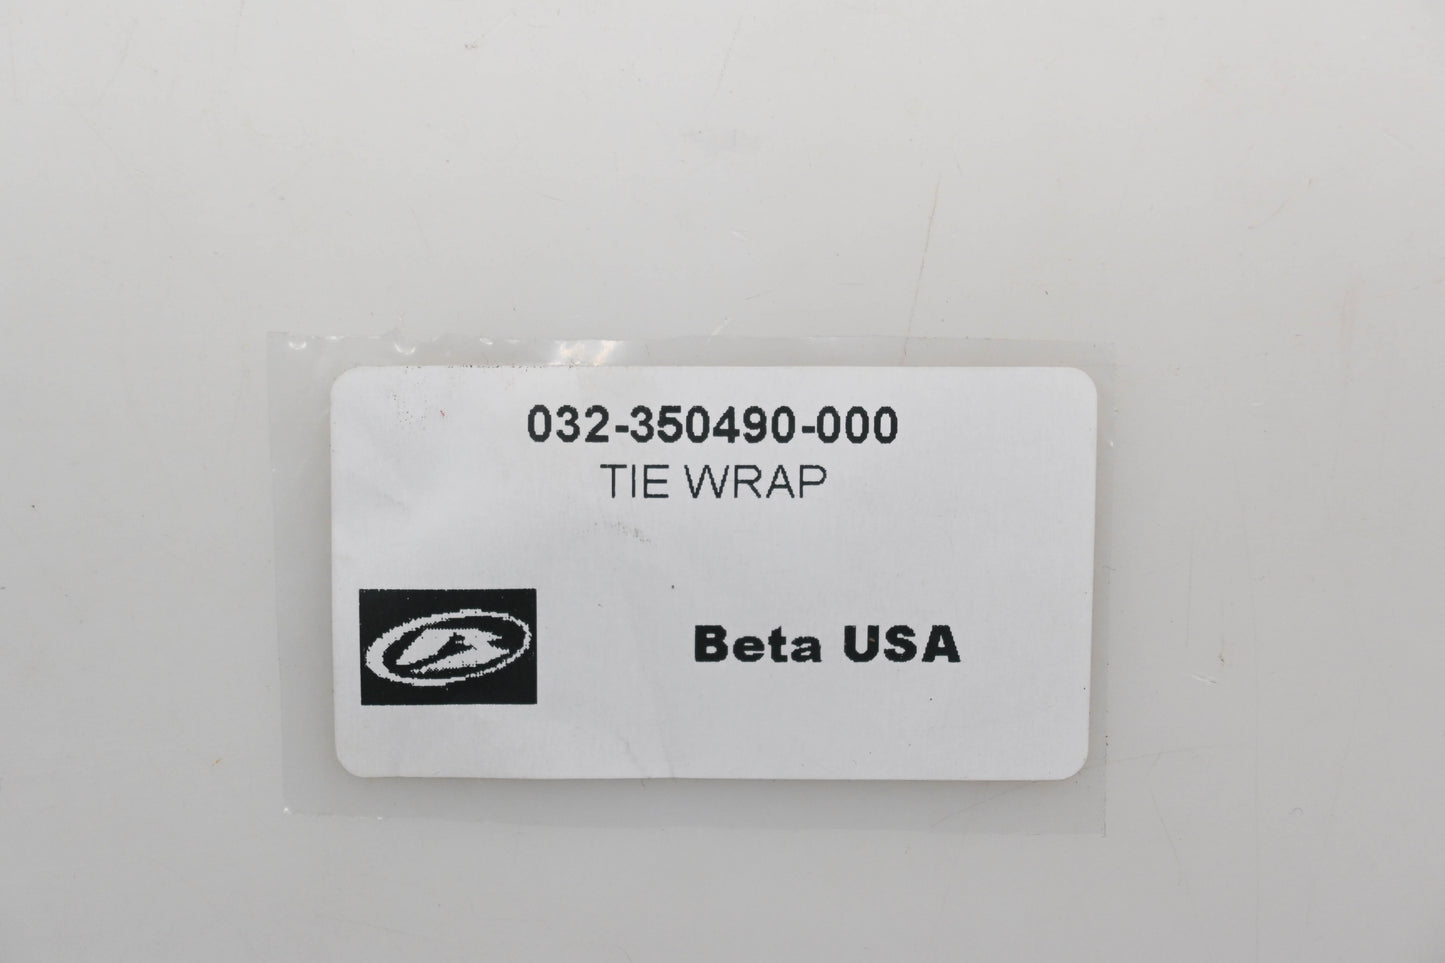 032-350490-000
TIE WRAP
Beta USA